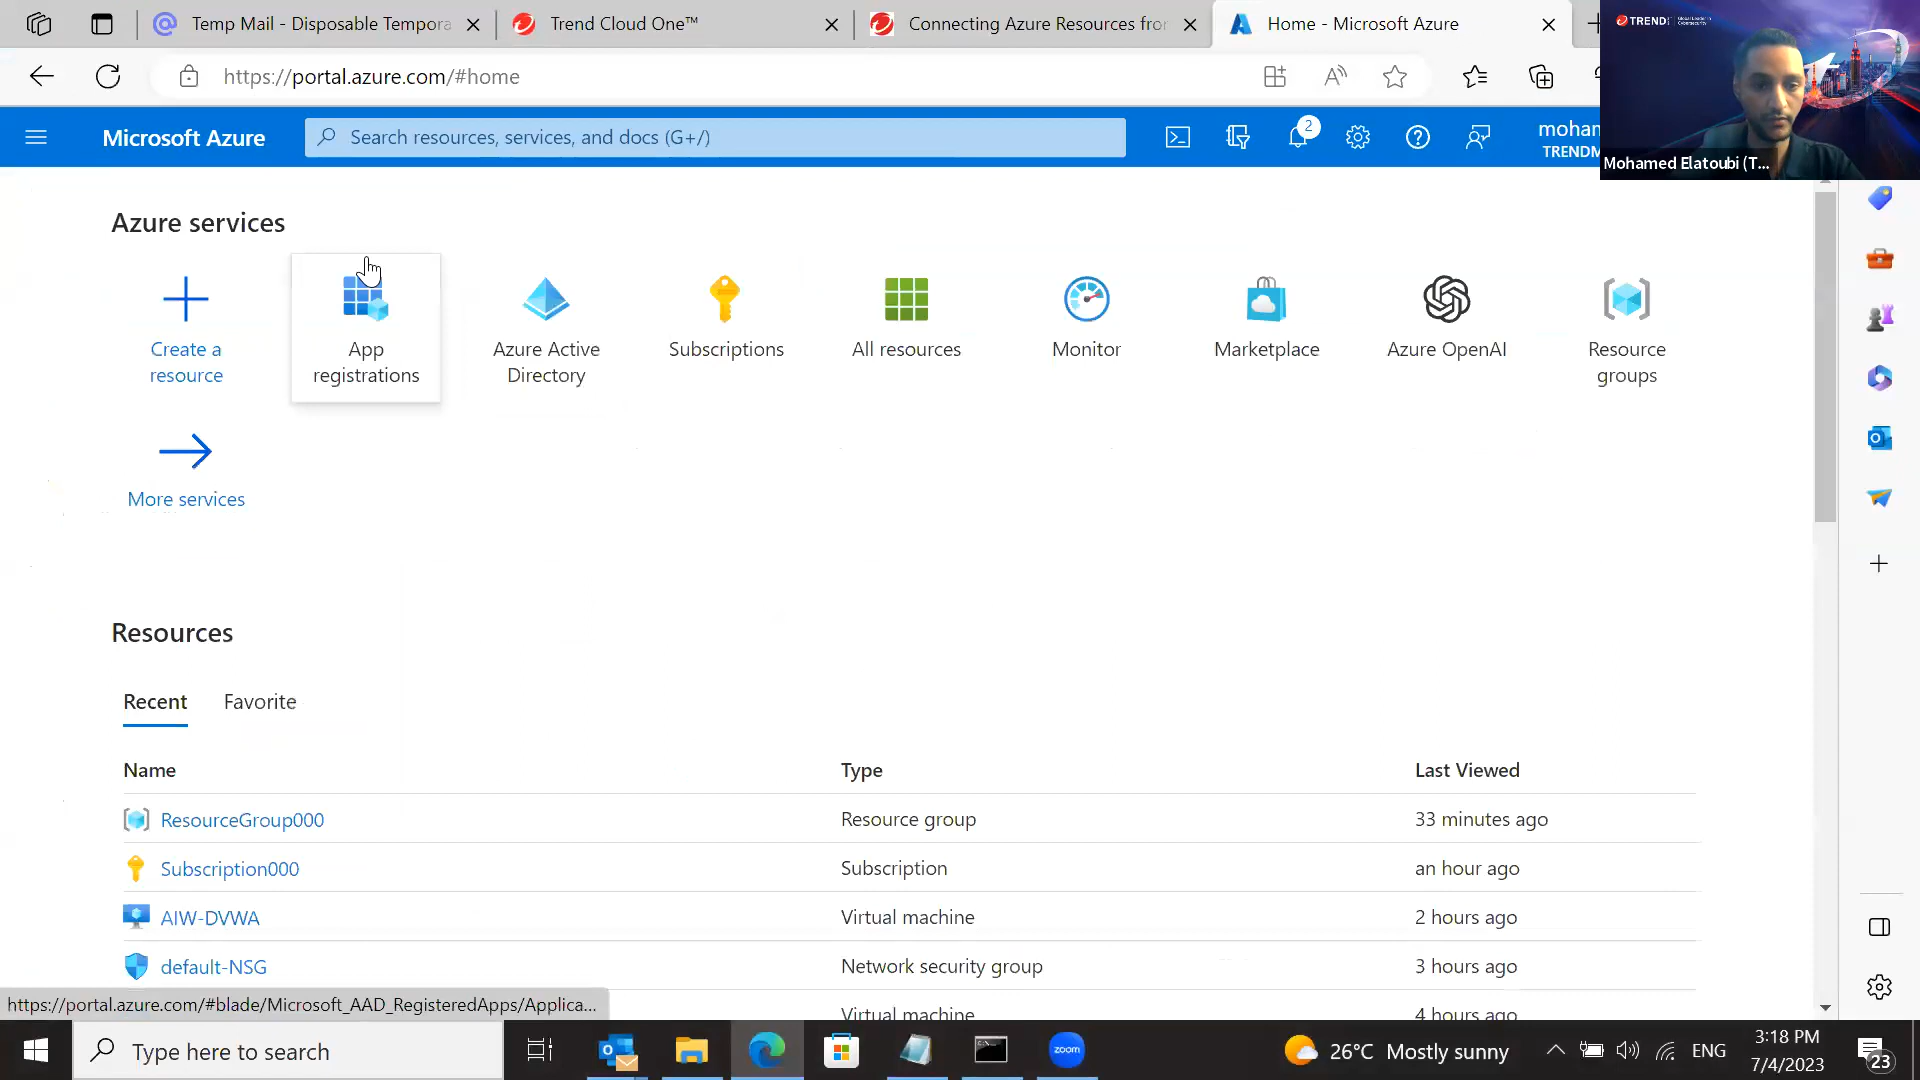 Temp Mail - Disposable Tempora
Trend Cloud One™
Connecting Azure Resources fror
Home - Microsoft Azure
https://portal.azure.com/#home
Microsoft Azure
Search resources, services, and docs (G+/)
2
moham
TRENDM
TREND
Mohamed Elatoubi (T...
Azure services
Create a
resource
App
registrations
Azure Active
Directory
Subscriptions
All resources
Monitor
Marketplace
Azure OpenAI
Resource
groups
More services
Resources
Recent
Favorite
Name
Type
Last Viewed
ResourceGroup000
Resource group
33 minutes ago
Subscription000
Subscription
an hour ago
AIW-DVWA
Virtual machine
2 hours ago
default-NSG
Network security group
3 hours ago
Virtual machine
4 hours ago
https://portal.azure.com/#blade/Microsoft_AAD_RegisteredApps/Applica...
Type here to search
zoom
26°C Mostly sunny
ENG
3:18 PM
7/4/2023
23